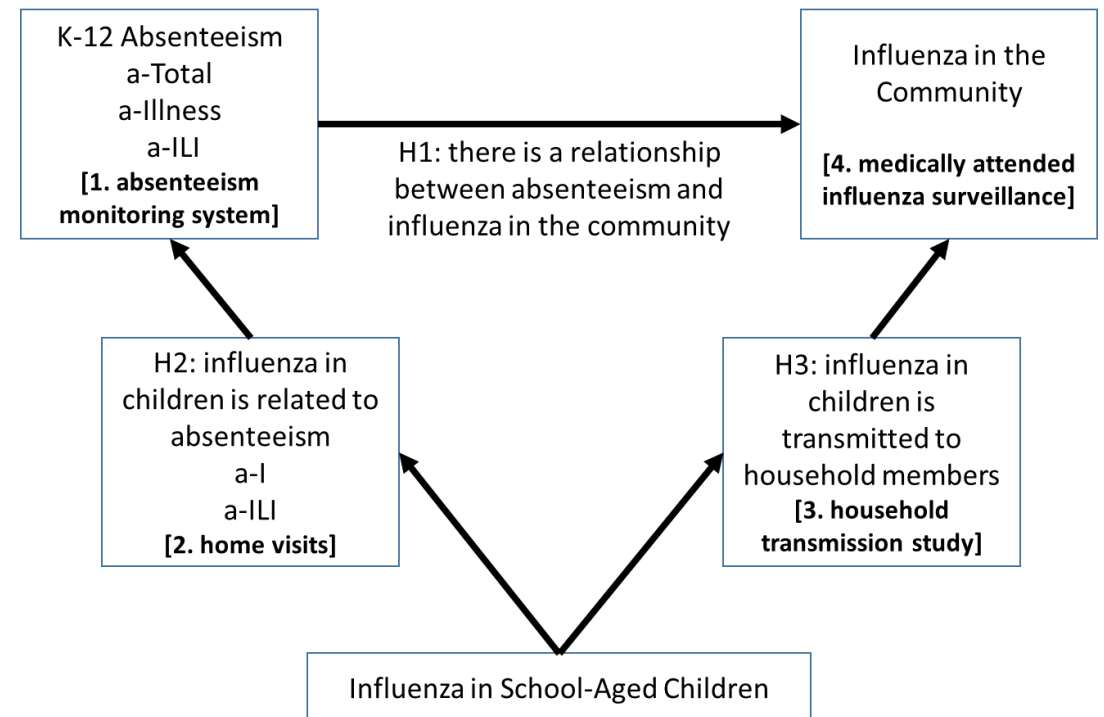 K-12 Absenteeism
a-Total
a-Illness
a-ILI
[1. absenteeism
monitoring system]
H1: there is a relationship
between absenteeism and
influenza in the community
Influenza in the
Community
[4. medically attended
influenza surveillance]
H2: influenza in
children is related to
absenteeism
a-I
a-ILI
[2. home visits]
H3: influenza in
children is
transmitted to
household members
[3. household
transmission study]
Influenza in School-Aged Children